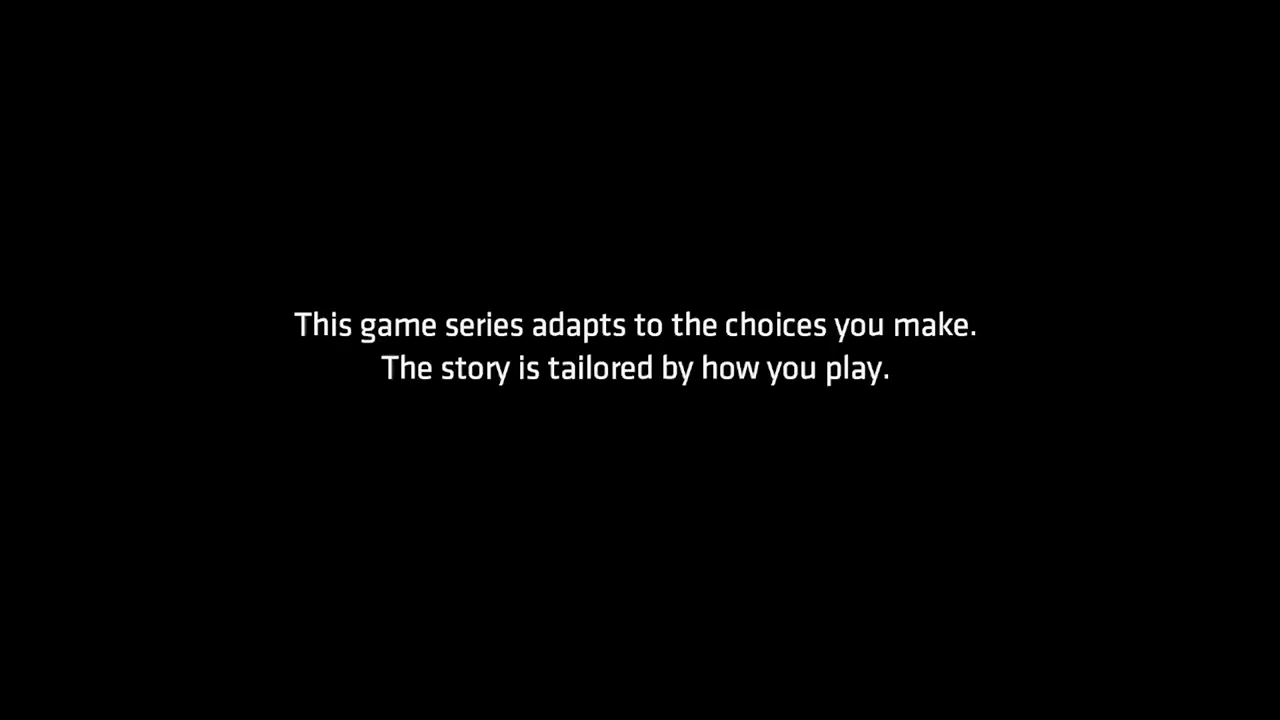 This game series adapts to the choices you make.
The story is tailored by how you play.